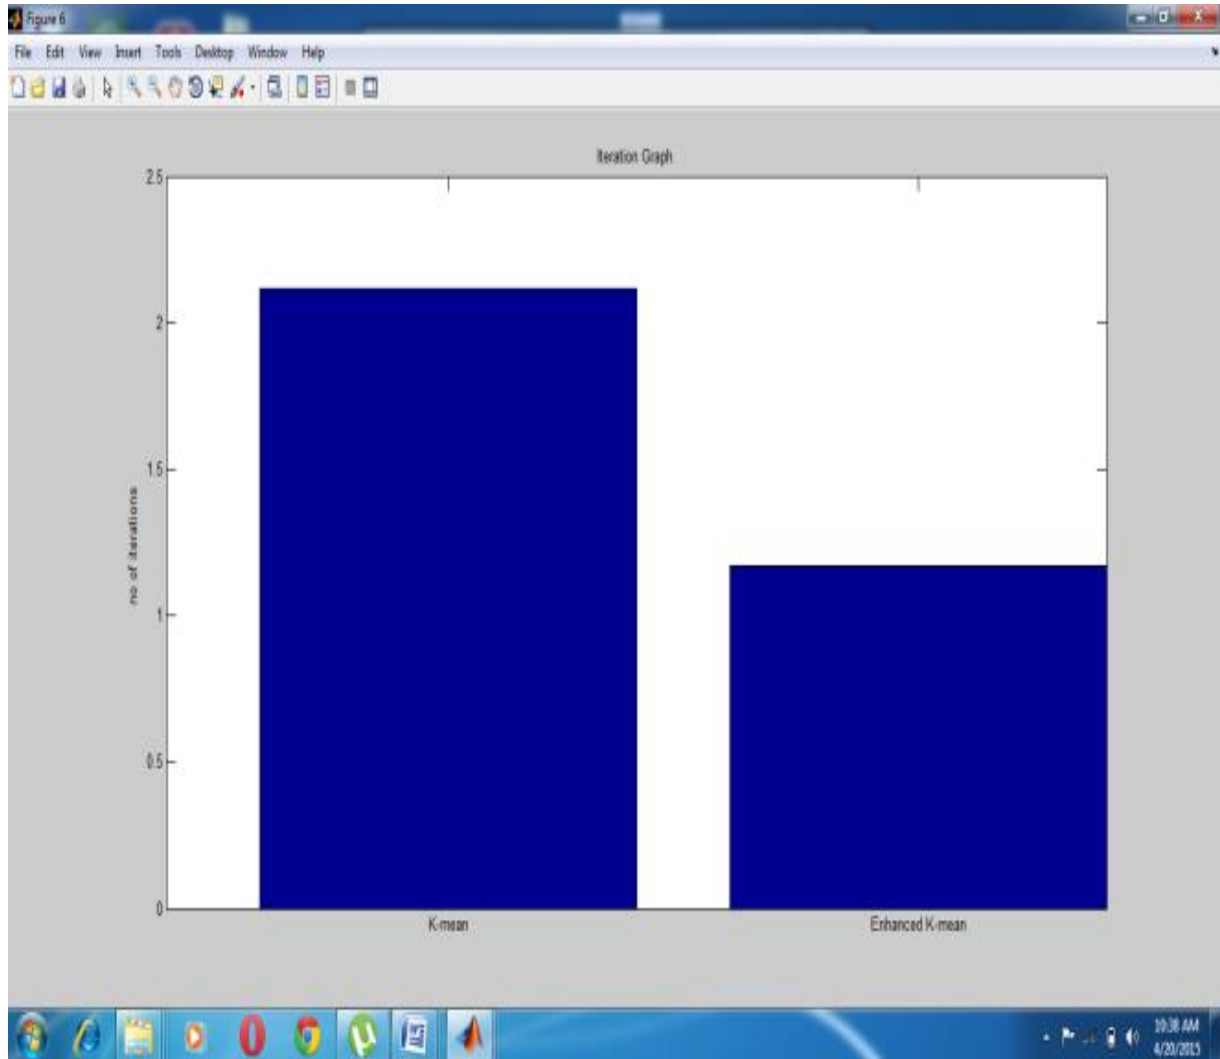 Figure 6
File Edit View Insert Tools Desktop Window Help
Iteration Graph
2.5
2
1.5
1
0.5
0
no of iterations
K-mean
Enhanced K-mean
10:38 AM
4/20/2015